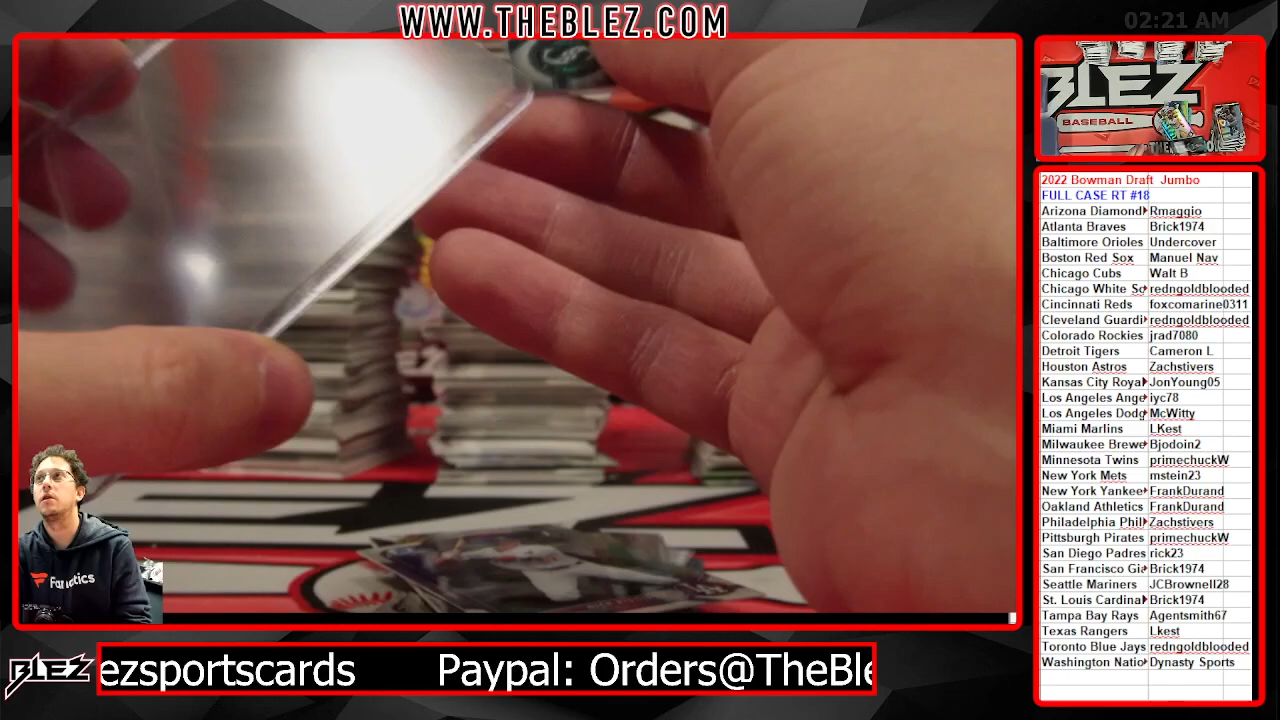 WWW.THEBLEZ.COM
02:21 AM
BLEZ
BASEBALL
2022 Bowman Draft Jumbo
FULL CASE RT #18
Arizona Diamond Rmaggio
Atlanta Braves Brick1974
Baltimore Orioles Undercover
Boston Red Sox Manuel Nav
Chicago Cubs Walt B
Chicago White So redngoldblooded
Cincinnati Reds foxcomarine0311
Cleveland Guardi redngoldblooded
Colorado Rockies jrad7080
Detroit Tigers Cameron L
Houston Astros Zachstivers
Kansas City Roya JonYoung05
Los Angeles Ange iyc78
Los Angeles Dodg McWitty
Miami Marlins LKest
Milwaukee Brewe Bjodoin2
Minnesota Twins primechuckW
New York Mets mstein23
New York Yankee FrankDurand
Oakland Athletics FrankDurand
Philadelphia Phil Zachstivers
Pittsburgh Pirates primechuckW
San Diego Padres rick23
San Francisco Gia Brick1974
Seattle Mariners JCBrownell28
St. Louis Cardina Brick1974
Tampa Bay Rays Agentsmith67
Texas Rangers Lkest
Toronto Blue Jays redngoldblooded
Washington Natio Dynasty Sports
Fanatics
BLEZ
ezsportscards Paypal: Orders@TheBle